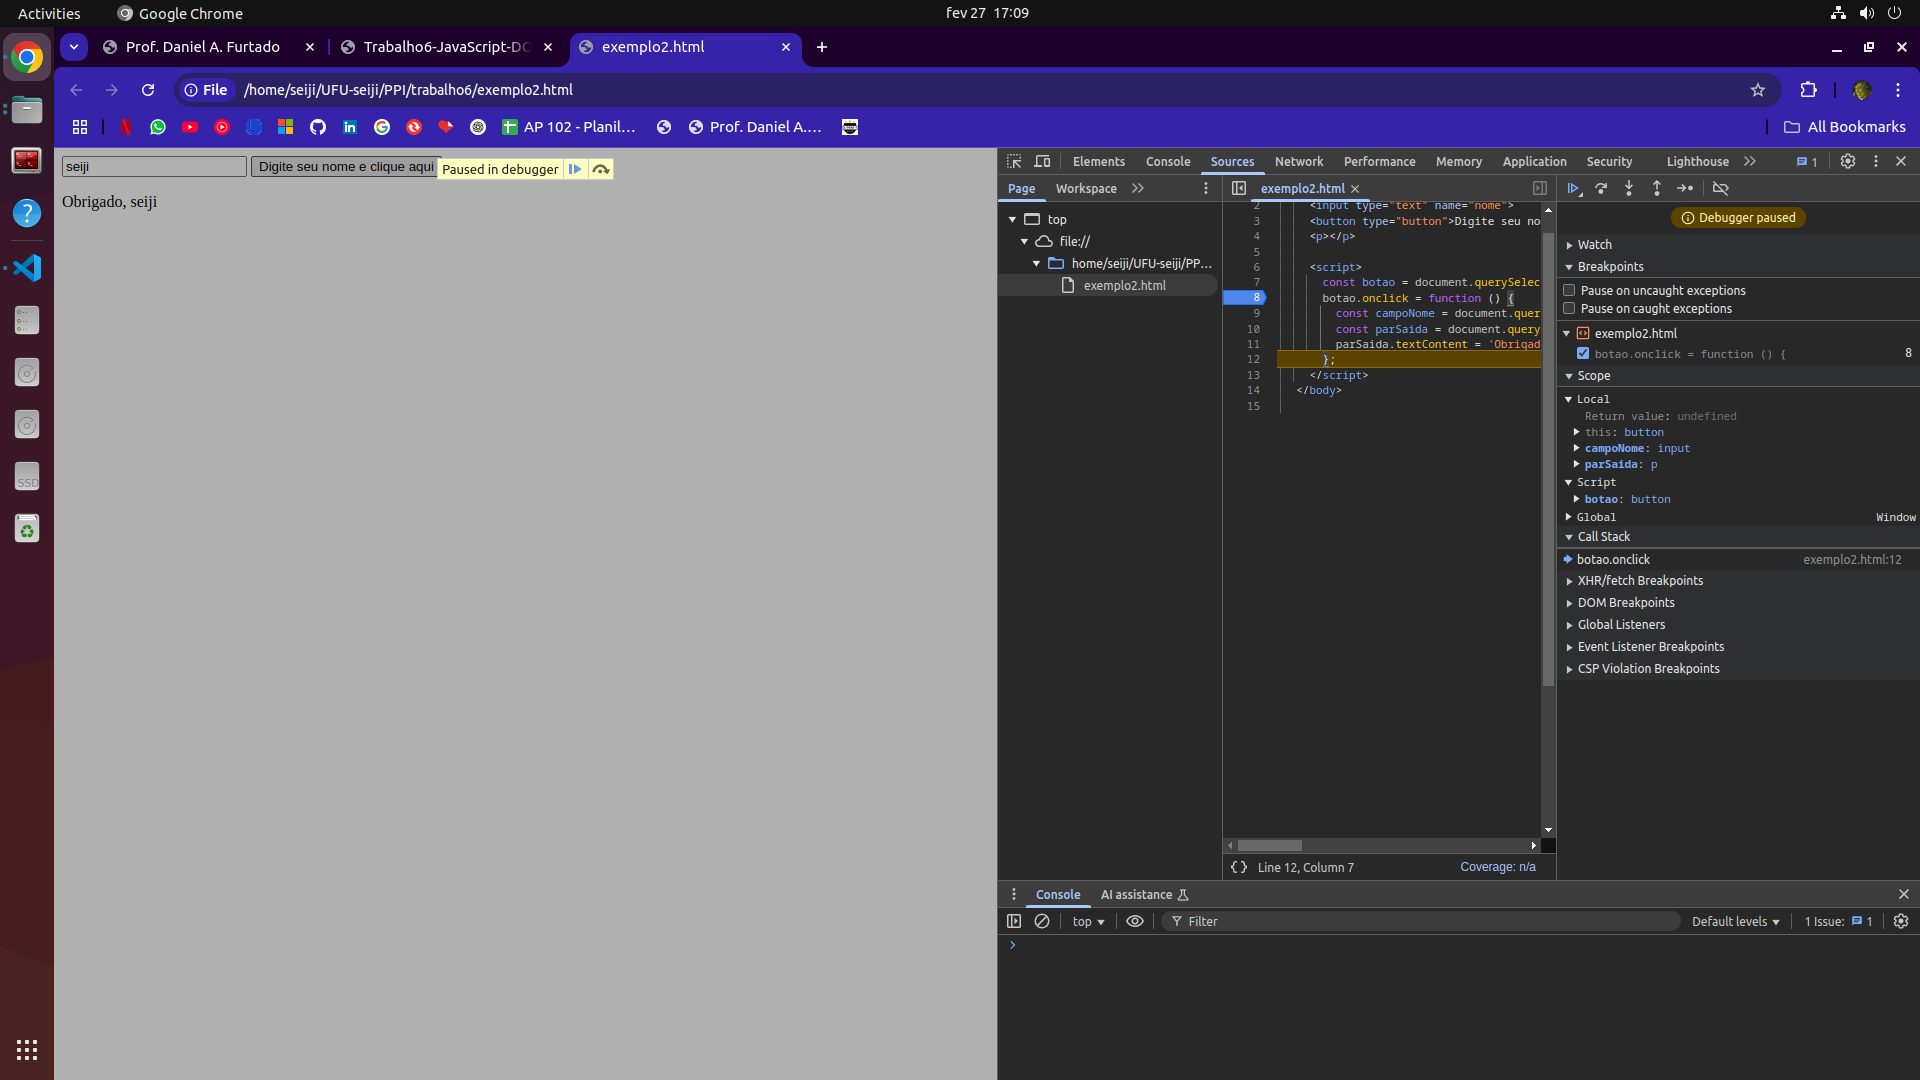 Activities
Google Chrome
fev 27 17:09
Prof. Daniel A. Furtado
Trabalho6-JavaScript-DO
exemplo2.html
File
/home/seiji/UFU-seiji/PPI/trabalho6/exemplo2.html
AP 102 - Planil…
Prof. Daniel A.…
All Bookmarks
seiji
Digite seu nome e clique aqui
Paused in debugger
Obrigado, seiji
Elements
Console
Sources
Network
Performance
Memory
Application
Security
Lighthouse
1
Page
Workspace
top
file://
home/seiji/UFU-seiji/PP…
exemplo2.html
exemplo2.html
2 <input type="text" name="nome">
3 <button type="button">Digite seu no
4 <p></p>
5
6 <script>
7 const botao = document.querySelec
8 botao.onclick = function () {
9 const campoNome = document.quer
10 const parSaida = document.query
11 parSaida.textContent = 'Obrigad
12 };
13 </script>
14 </body>
15
{ } Line 12, Column 7
Coverage: n/a
Debugger paused
Watch
Breakpoints
Pause on uncaught exceptions
Pause on caught exceptions
exemplo2.html
botao.onclick = function () { 8
Scope
Local
Return value: undefined
this: button
campoNome: input
parSaida: p
Script
botao: button
Global Window
Call Stack
botao.onclick exemplo2.html:12
XHR/fetch Breakpoints
DOM Breakpoints
Global Listeners
Event Listener Breakpoints
CSP Violation Breakpoints
Console
AI assistance
top
Filter
Default levels
1 Issue: 1
SSD